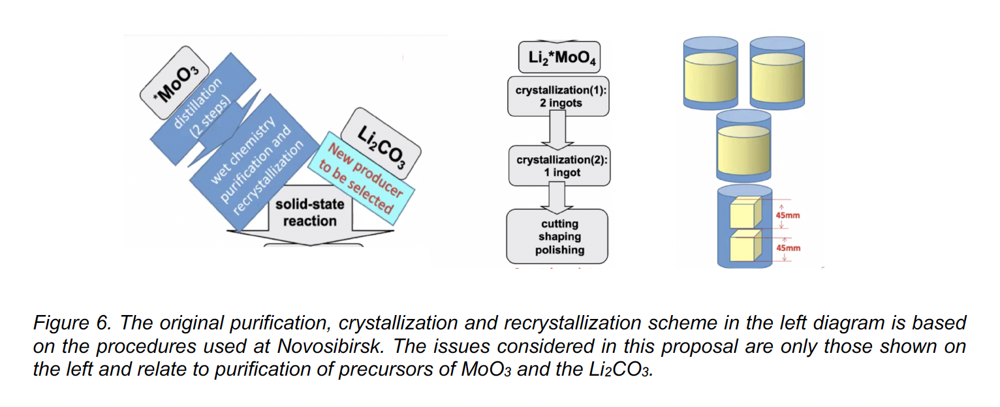 *MoO₃
distillation
(2 steps)
wet chemistry
purification and
recrystallization
Li₂CO₃
New producer
to be selected
solid-state
reaction
Li₂*MoO₄
crystallization(1):
2 ingots
crystallization(2):
1 ingot
cutting
shaping
polishing
45mm
45mm
Figure 6. The original purification, crystallization and recrystallization scheme in the left diagram is based
on the procedures used at Novosibirsk. The issues considered in this proposal are only those shown on
the left and relate to purification of precursors of MoO₃ and the Li₂CO₃.